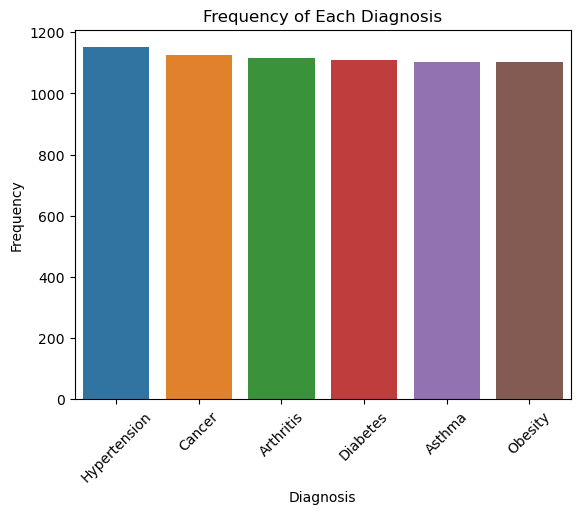 Frequency of Each Diagnosis
1200
1000
800
600
400
200
0
Frequency
Hypertension
Cancer
Arthritis
Diabetes
Asthma
Obesity
Diagnosis